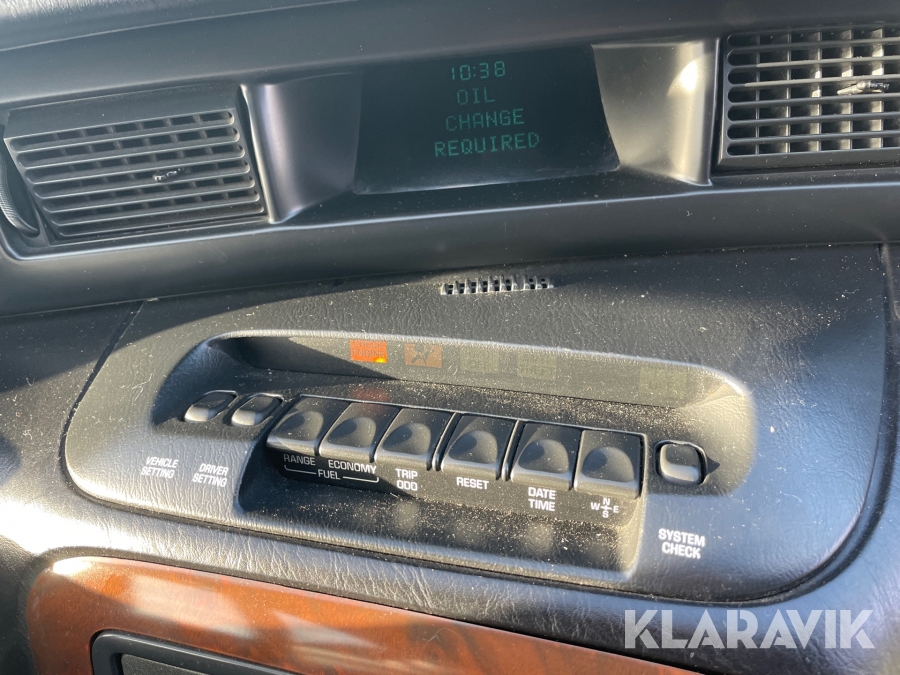 10:38
OIL
CHANGE
REQUIRED
VEHICLE
SETTING
DRIVER
SETTING
RANGE
ECONOMY
FUEL
TRIP
ODO
RESET
DATE
TIME
N
W E
S
SYSTEM
CHECK
KLARAVIK